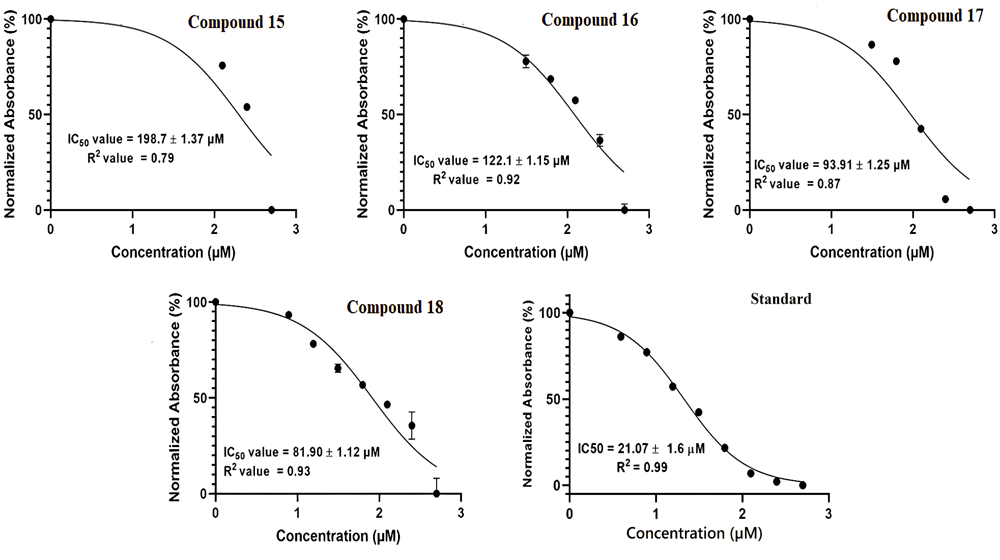 Compound 15
Normalized Absorbance (%)
100
50
0
IC50 value = 198.7 ± 1.37 µM
R2 value = 0.79
0 1 2 3
Concentration (µM)
Compound 16
Normalized Absorbance (%)
100
50
0
IC50 value = 122.1 ± 1.15 µM
R2 value = 0.92
0 1 2 3
Concentration (µM)
Compound 17
Normalized Absorbance (%)
100
50
0
IC50 value = 93.91 ± 1.25 µM
R2 value = 0.87
0 1 2 3
Concentration (µM)
Compound 18
Normalized Absorbance (%)
100
50
0
IC50 value = 81.90 ± 1.12 µM
R2 value = 0.93
0 1 2 3
Concentration (µM)
Standard
Normalized Absorbance (%)
100
50
0
IC50 = 21.07 ± 1.6 µM
R2 = 0.99
0 1 2 3
Concentration (µM)